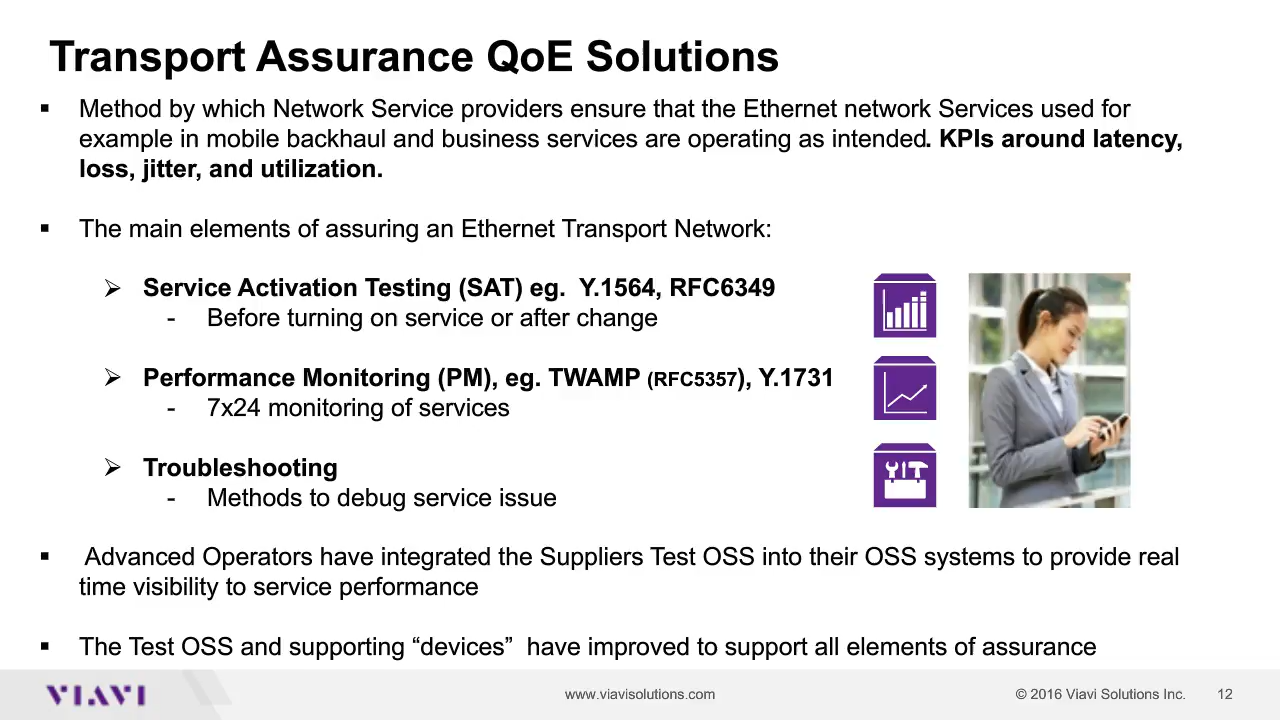 Transport Assurance QoE Solutions
▪ Method by which Network Service providers ensure that the Ethernet network Services used for
example in mobile backhaul and business services are operating as intended. KPIs around latency,
loss, jitter, and utilization.
▪ The main elements of assuring an Ethernet Transport Network:
➢ Service Activation Testing (SAT) eg. Y.1564, RFC6349
- Before turning on service or after change
➢ Performance Monitoring (PM), eg. TWAMP (RFC5357), Y.1731
- 7x24 monitoring of services
➢ Troubleshooting
- Methods to debug service issue
▪ Advanced Operators have integrated the Suppliers Test OSS into their OSS systems to provide real
time visibility to service performance
▪ The Test OSS and supporting “devices” have improved to support all elements of assurance
VIAVI www.viavisolutions.com © 2016 Viavi Solutions Inc. 12